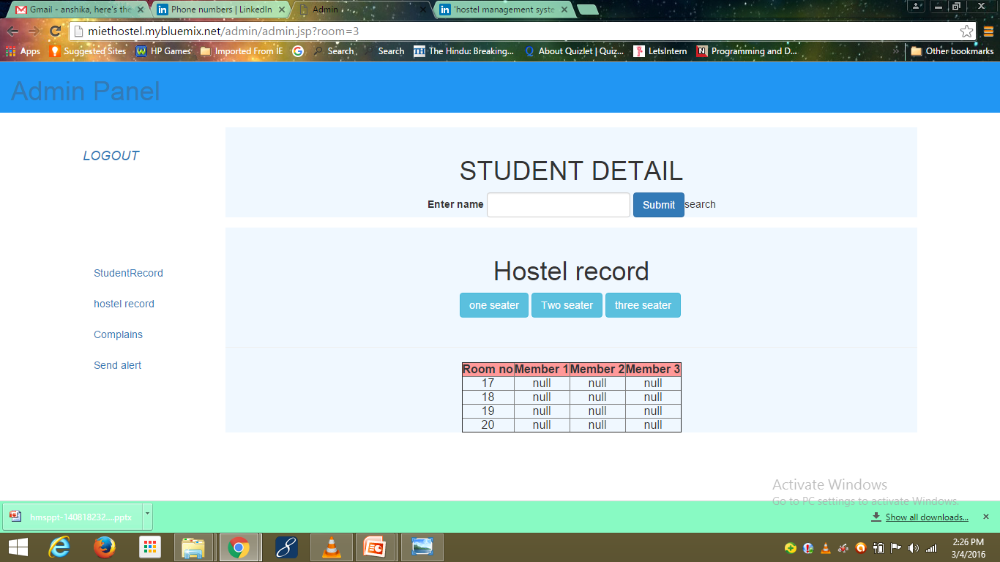 Gmail - anshika, here's the
Phone numbers | LinkedIn
Admin
'hostel management syste
miethostel.mybluemix.net/admin/admin.jsp?room=3
Apps Suggested Sites HP Games Imported From IE Search Search The Hindu: Breaking... About Quizlet | Quiz... LetsIntern Programming and D... » Other bookmarks
Admin Panel
LOGOUT
StudentRecord
hostel record
Complains
Send alert
STUDENT DETAIL
Enter name Submit search
Hostel record
one seater Two seater three seater
Room no Member 1 Member 2 Member 3
17 null null null
18 null null null
19 null null null
20 null null null
Activate Windows
Go to PC settings to activate Windows.
hmsppt-140818232....pptx
Show all downloads...
2:26 PM
3/4/2016